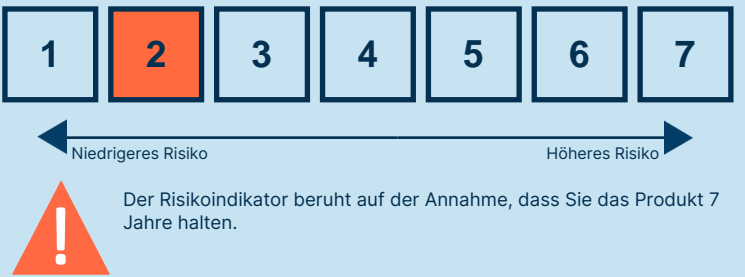 1 2 3 4 5 6 7
Niedrigeres Risiko Höheres Risiko
Der Risikoindikator beruht auf der Annahme, dass Sie das Produkt 7
Jahre halten.
!